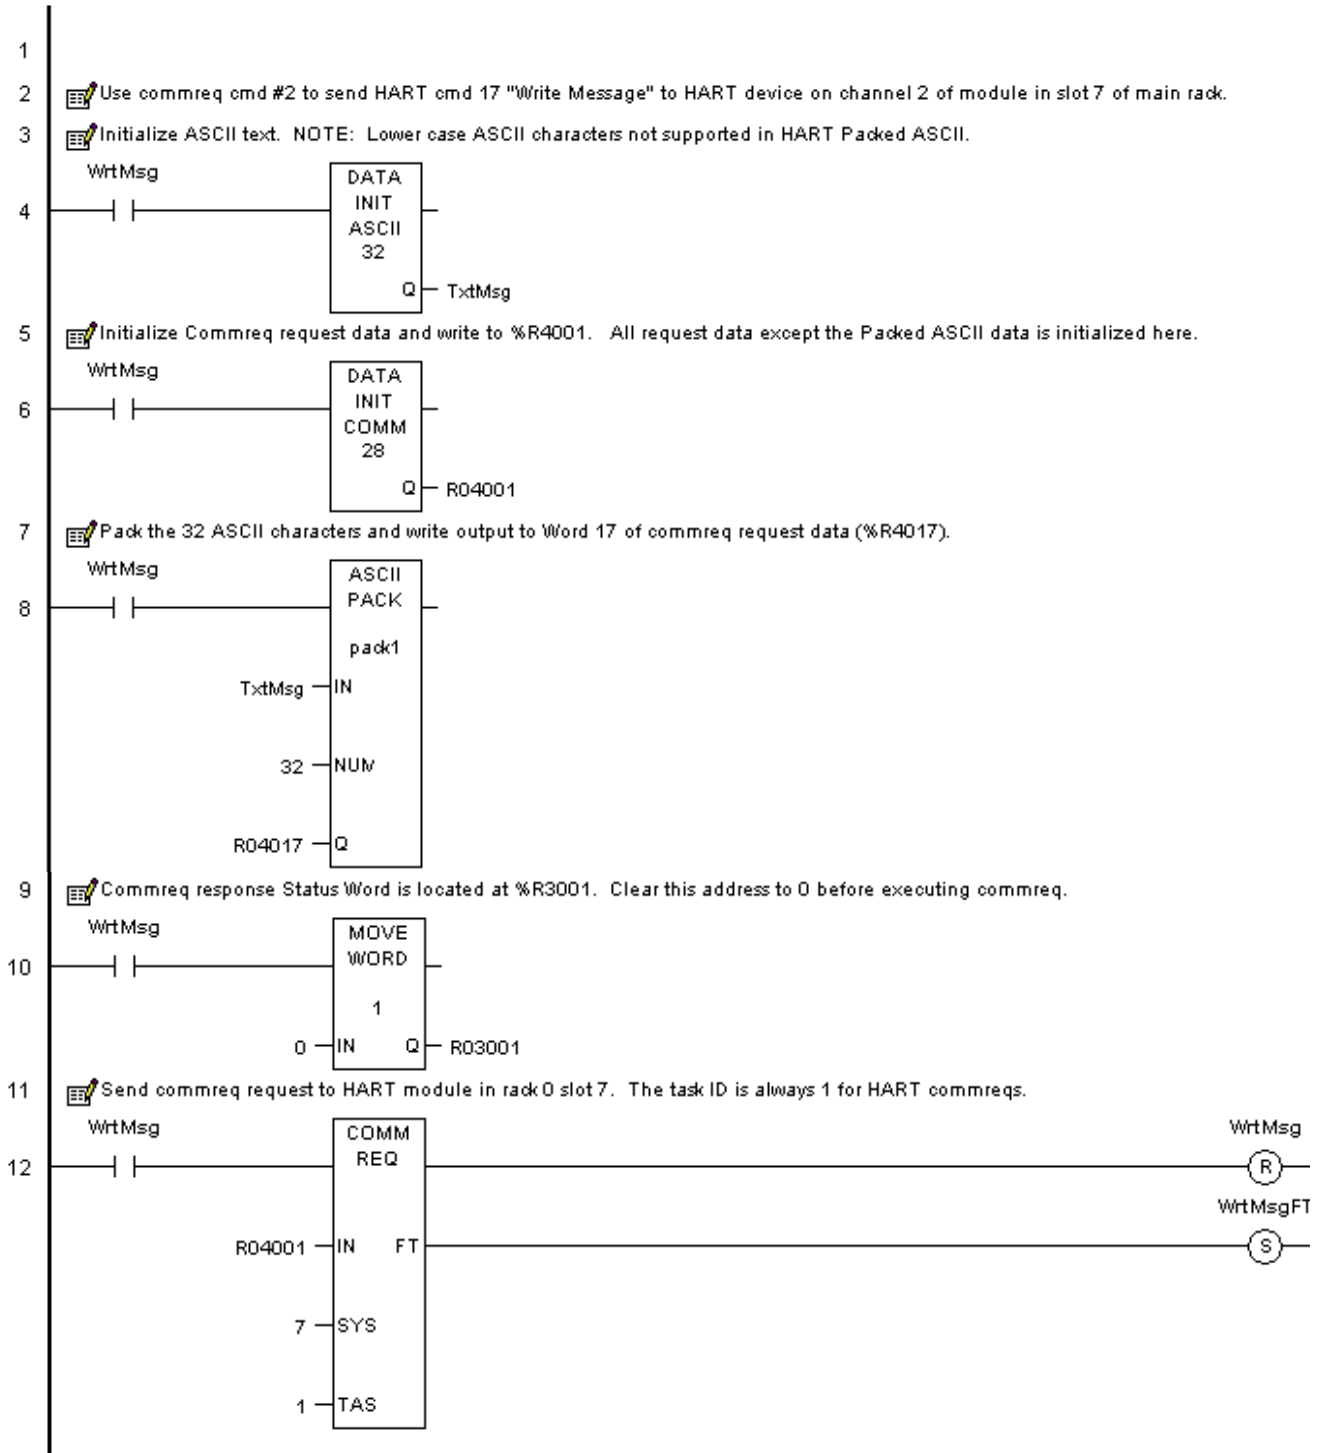 1
2 Use commreq cmd #2 to send HART cmd 17 "Write Message" to HART device on channel 2 of module in slot 7 of main rack.
3 Initialize ASCII text. NOTE: Lower case ASCII characters not supported in HART Packed ASCII.
WrtMsg
DATA
INIT
4
ASCII
32
Q TxtMsg
5 Initialize Commreq request data and write to %R4001. All request data except the Packed ASCII data is initialized here.
WrtMsg
DATA
INIT
6
COMM
28
Q R04001
7 Pack the 32 ASCII characters and write output to Word 17 of commreq request data (%R4017).
WrtMsg
ASCII
PACK
8
pack1
TxtMsg IN
32 NUM
R04017 Q
9 Commreq response Status Word is located at %R3001. Clear this address to 0 before executing commreq.
WrtMsg
MOVE
WORD
10
1
0 IN Q R03001
11 Send commreq request to HART module in rack 0 slot 7. The task ID is always 1 for HART commreqs.
WrtMsg
COMM
REQ
WrtMsg
12
R
WrtMsgFT
R04001 IN FT
S
7 SYS
1 TAS